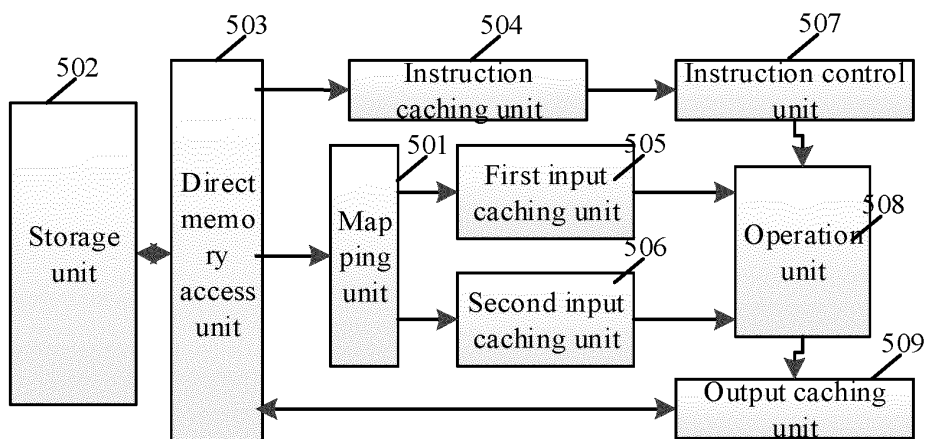 502
Storage
unit
503
Direct
memo
ry
access
unit
504
Instruction
caching unit
507
Instruction control
unit
501
Map
ping
unit
505
First input
caching unit
506
Second input
caching unit
508
Operation
unit
509
Output caching
unit